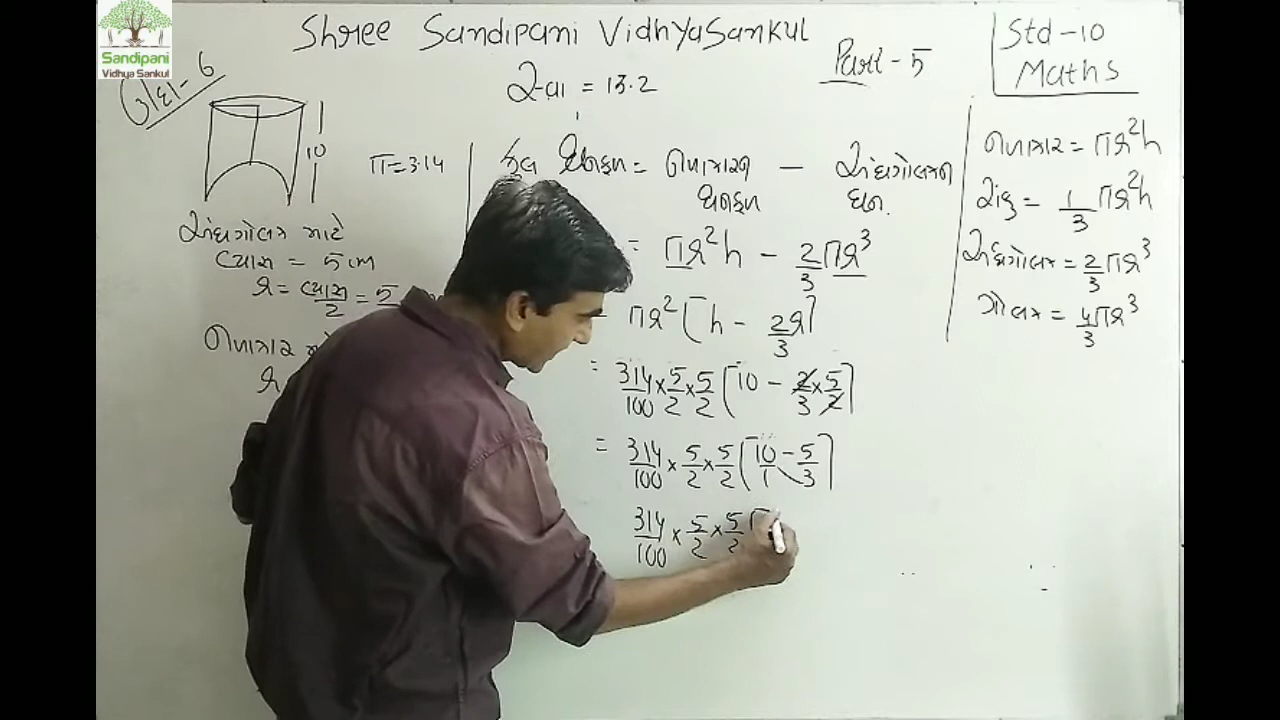 Sandipani
Vidhya Sankul
Shree Sandipani VidhyaSankul
Part - 5
Std - 10
Maths
ઉદા - 6
= 13.2
10
π = 3.14
કુલ ઘનફળ = નળાકારનું ઘનફળ - અર્ધગોલકનું ઘન.
= πr²h - 2/3 πr³
= πr² [h - 2/3 r]
= 314/100 × 5/2 × 5/2 [10 - 2/3 × 5/2]
= 314/100 × 5/2 × 5/2 [10/1 - 5/3]
314/100 × 5/2 × 5/2 [
અર્ધગોલક માટે
વ્યાસ = 5 cm
r = વ્યાસ/2 = 5
નળાકાર
r
નળાકાર = πr²h
શંકુ = 1/3 πr²h
અર્ધગોલક = 2/3 πr³
ગોલક = 4/3 πr³